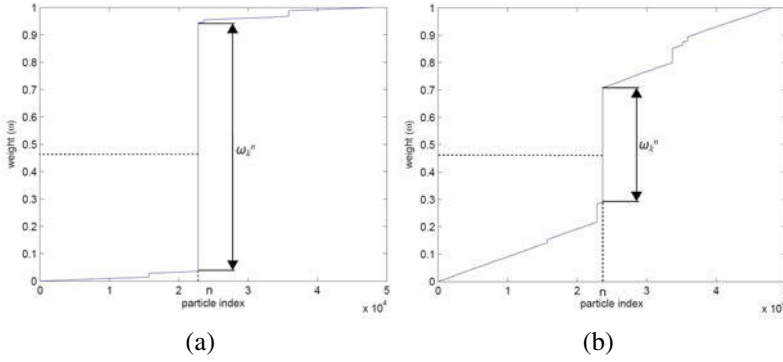 1
0.9
0.8
0.7
0.6
0.5
0.4
0.3
0.2
0.1
0
weight (ω)
ωₖⁿ
0 1 2 n 3 4 5
particle index
x 10⁴
(a)
1
0.9
0.8
0.7
0.6
0.5
0.4
0.3
0.2
0.1
0
weight (ω)
ωₖⁿ
0 1 2 n 3 4
particle index
x 10
(b)